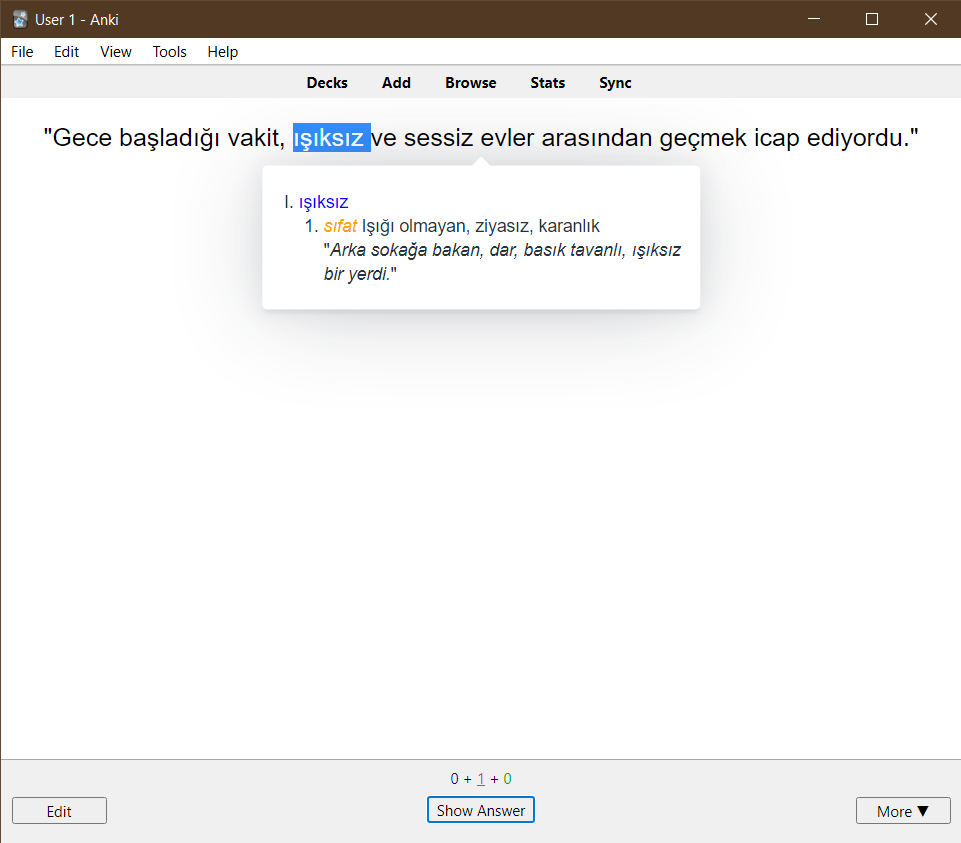 User 1 - Anki
File Edit View Tools Help
Decks Add Browse Stats Sync
"Gece başladığı vakit, ışıksız ve sessiz evler arasından geçmek icap ediyordu."
I. ışıksız
1. sıfat Işığı olmayan, ziyasız, karanlık
"Arka sokağa bakan, dar, basık tavanlı, ışıksız
bir yerdi."
0 + 1 + 0
Edit Show Answer More ▼